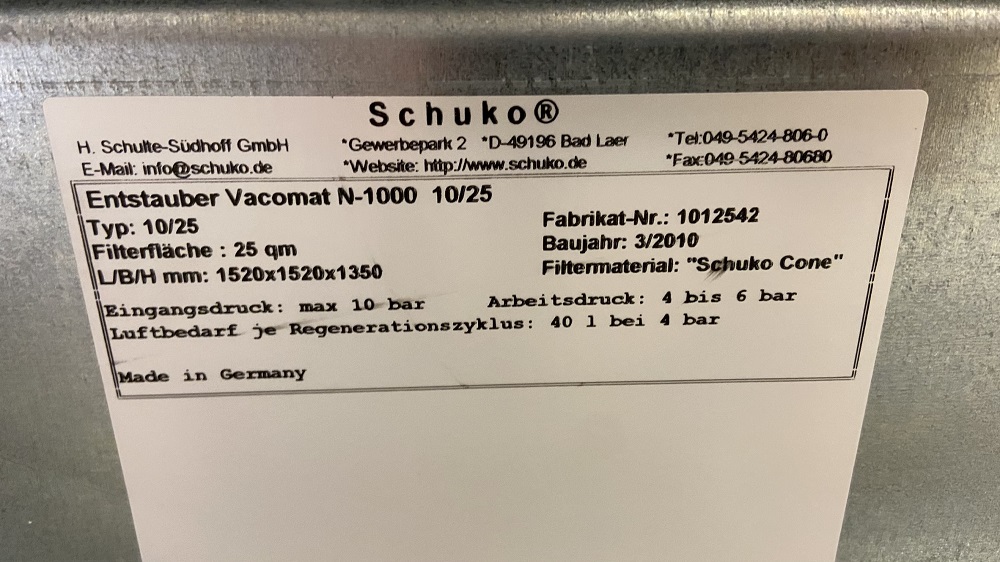 Schuko®
H. Schulte-Südhoff GmbH *Gewerbepark 2 *D-49196 Bad Laer *Tel:049-5424-806-0
E-Mail: info@schuko.de *Website: http://www.schuko.de *Fax:049-5424-80680
Entstauber Vacomat N-1000 10/25
Typ: 10/25 Fabrikat-Nr.: 1012542
Filterfläche : 25 qm Baujahr: 3/2010
L/B/H mm: 1520x1520x1350 Filtermaterial: "Schuko Cone"
Eingangsdruck: max 10 bar Arbeitsdruck: 4 bis 6 bar
Luftbedarf je Regenerationszyklus: 40 l bei 4 bar
Made in Germany